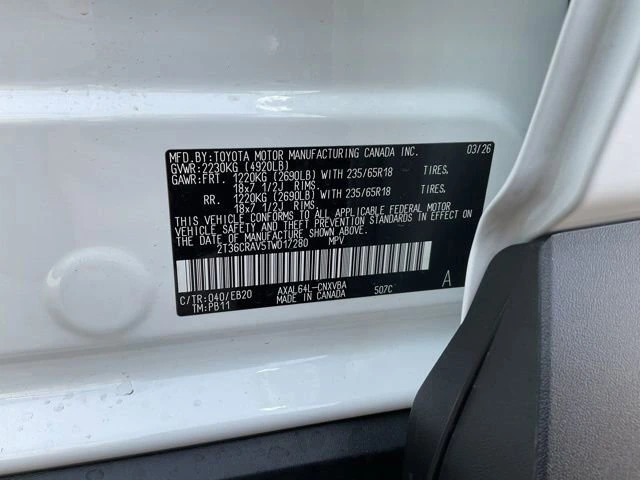 MFD.BY:TOYOTA MOTOR MANUFACTURING CANADA INC. 03/26
GVWR:2230KG (4920LB)
GAWR:FRT. 1220KG (2690LB) WITH 235/65R18 TIRES.
18x7 1/2J RIMS.
RR. 1220KG (2690LB) WITH 235/65R18 TIRES.
18x7 1/2J RIMS.
THIS VEHICLE CONFORMS TO ALL APPLICABLE FEDERAL MOTOR
VEHICLE SAFETY AND THEFT PREVENTION STANDARDS IN EFFECT
ON THE DATE OF MANUFACTURE SHOWN ABOVE.
2T36CRAV5TW017280 MPV
C/TR:040/EB20 AXAL64L-CNXVBA 507C A
TM:PB11 MADE IN CANADA